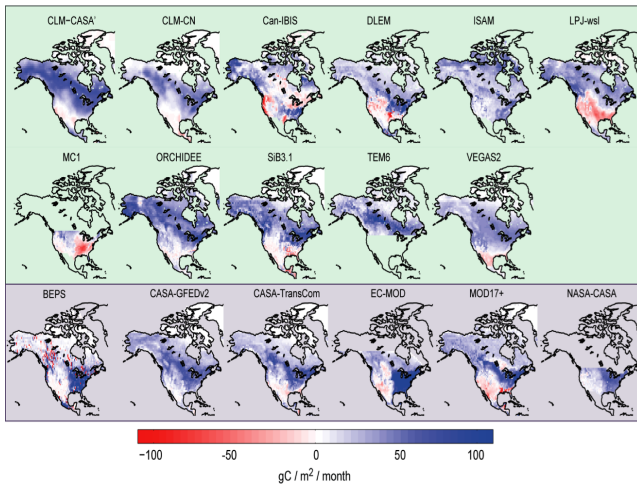 CLM−CASA' CLM-CN Can-IBIS DLEM ISAM LPJ-wsl
MC1 ORCHIDEE SiB3.1 TEM6 VEGAS2
BEPS CASA-GFEDv2 CASA-TransCom EC-MOD MOD17+ NASA-CASA
−100 -50 0 50 100
gC / m² / month